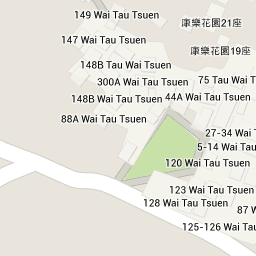 149 Wai Tau Tsuen
康樂花園21座
147 Wai Tau Tsuen
康樂花園19座
148B Tau Wai Tsuen
300A Wai Tau Tsuen
75 Tau Wai T
148B Wai Tau Tsuen
44A Wai Tau Tsuen
88A Wai Tau Tsuen
27-34 Wai
5-14 Wai Tau T
120 Wai Tau Tsuen
123 Wai Tau Tsuen
128 Wai Tau Tsuen
87 W
125-126 Wai Tau